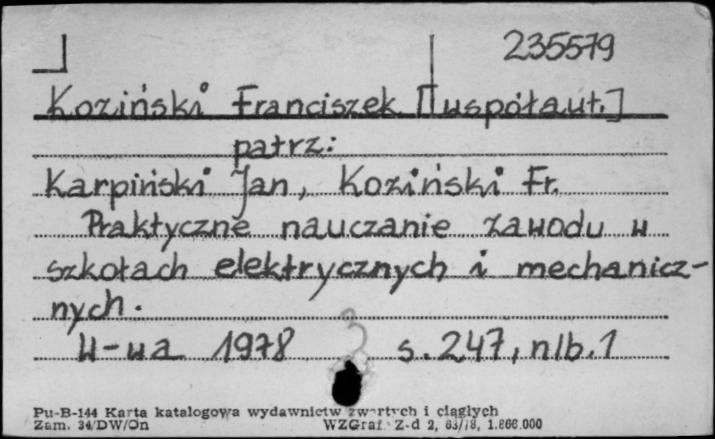 235579
Koziński Franciszek [współaut.]
patrz:
Karpiński Jan, Koziński Fr.
Praktyczne nauczanie zawodu w
szkołach elektrycznych i mechanicz-
nych.
W-wa 1978 s. 247, nlb. 1
Pu-B-144 Karta katalogowa wydawnictw zwartych i ciągłych
Zam. 34/DW/On WZGraf. Z-d 2, 63/78, 1.866.000